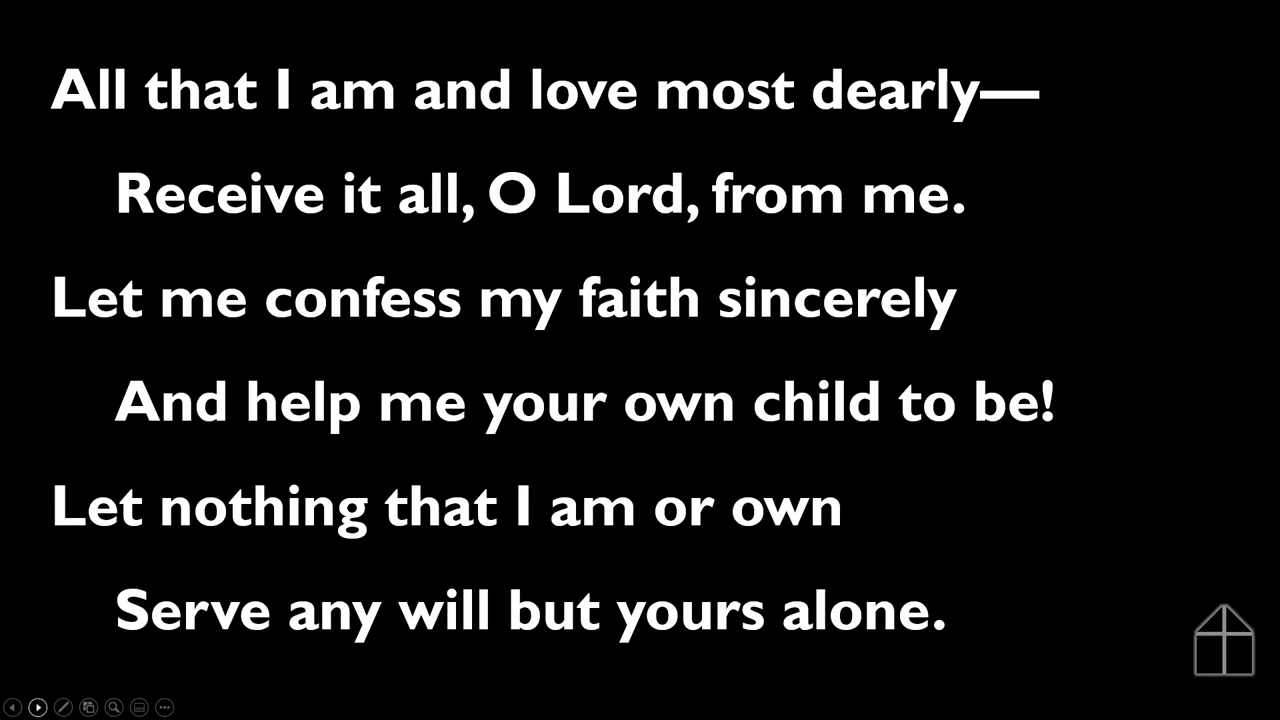 All that I am and love most dearly—
Receive it all, O Lord, from me.
Let me confess my faith sincerely
And help me your own child to be!
Let nothing that I am or own
Serve any will but yours alone.